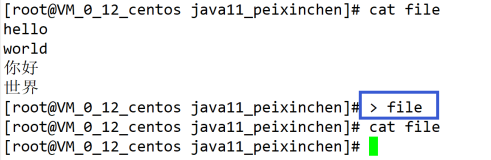 [root@VM_0_12_centos java11_peixinchen]# cat file
hello
world
你好
世界
[root@VM_0_12_centos java11_peixinchen]# > file
[root@VM_0_12_centos java11_peixinchen]# cat file
[root@VM_0_12_centos java11_peixinchen]#